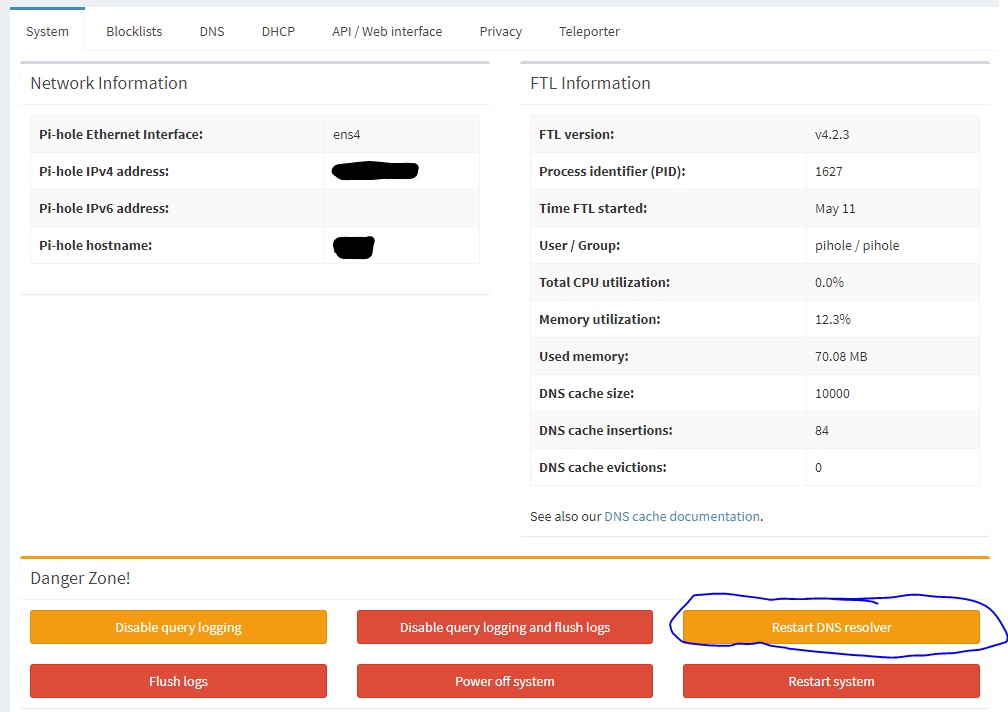 System Blocklists DNS DHCP API / Web interface Privacy Teleporter
Network Information
Pi-hole Ethernet Interface: ens4
Pi-hole IPv4 address:
Pi-hole IPv6 address:
Pi-hole hostname:
FTL Information
FTL version: v4.2.3
Process identifier (PID): 1627
Time FTL started: May 11
User / Group: pihole / pihole
Total CPU utilization: 0.0%
Memory utilization: 12.3%
Used memory: 70.08 MB
DNS cache size: 10000
DNS cache insertions: 84
DNS cache evictions: 0
See also our DNS cache documentation.
Danger Zone!
Disable query logging Disable query logging and flush logs Restart DNS resolver
Flush logs Power off system Restart system